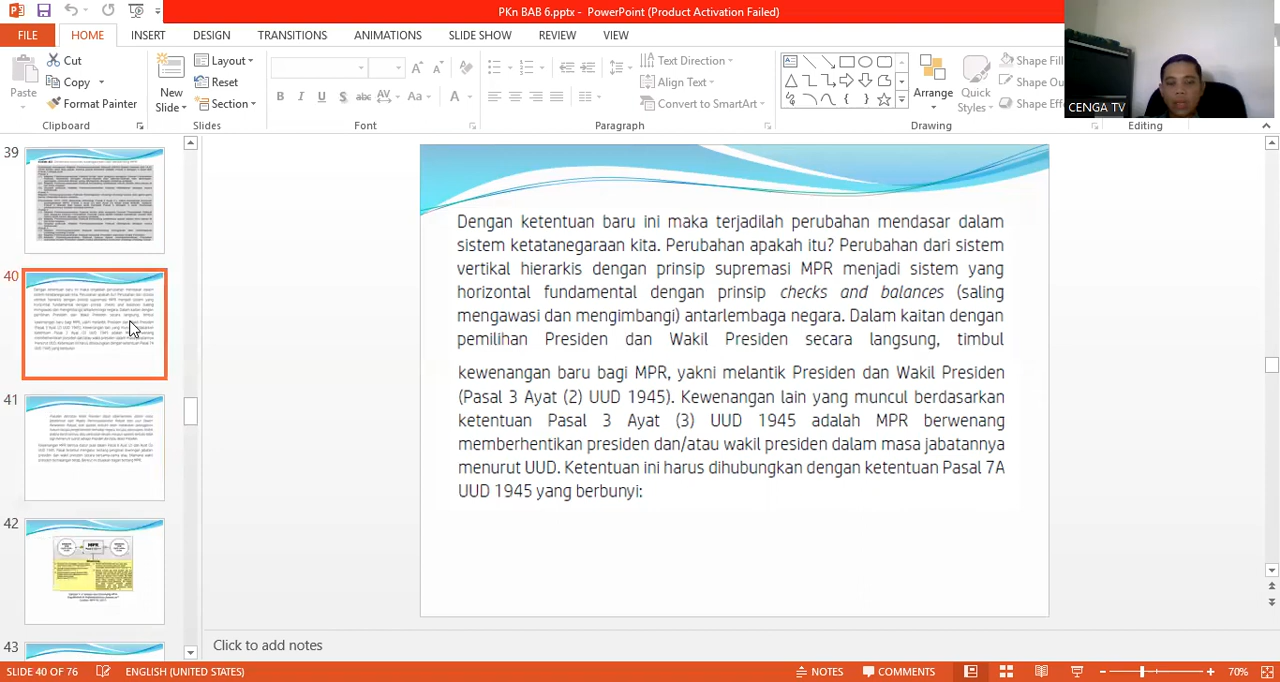 PKn BAB 6.pptx - PowerPoint (Product Activation Failed)
FILE HOME INSERT DESIGN TRANSITIONS ANIMATIONS SLIDE SHOW REVIEW VIEW
Paste
Cut
Copy
Format Painter
Clipboard
New Slide
Layout
Reset
Section
Slides
B I U S abc AV Aa A
Font
Text Direction
Align Text
Convert to SmartArt
Paragraph
Arrange
Quick Styles
Shape Fill
Shape Out
Shape Effe
Drawing
Editing
CENGA TV
39
40
41
42
MPR
43
Dengan ketentuan baru ini maka terjadilah perubahan mendasar dalam
sistem ketatanegaraan kita. Perubahan apakah itu? Perubahan dari sistem
vertikal hierarkis dengan prinsip supremasi MPR menjadi sistem yang
horizontal fundamental dengan prinsip checks and balances (saling
mengawasi dan mengimbangi) antarlembaga negara. Dalam kaitan dengan
pemilihan Presiden dan Wakil Presiden secara langsung, timbul
kewenangan baru bagi MPR, yakni melantik Presiden dan Wakil Presiden
(Pasal 3 Ayat (2) UUD 1945). Kewenangan lain yang muncul berdasarkan
ketentuan Pasal 3 Ayat (3) UUD 1945 adalah MPR berwenang
memberhentikan presiden dan/atau wakil presiden dalam masa jabatannya
menurut UUD. Ketentuan ini harus dihubungkan dengan ketentuan Pasal 7A
UUD 1945 yang berbunyi:
Click to add notes
SLIDE 40 OF 76 ENGLISH (UNITED STATES) NOTES COMMENTS 70%